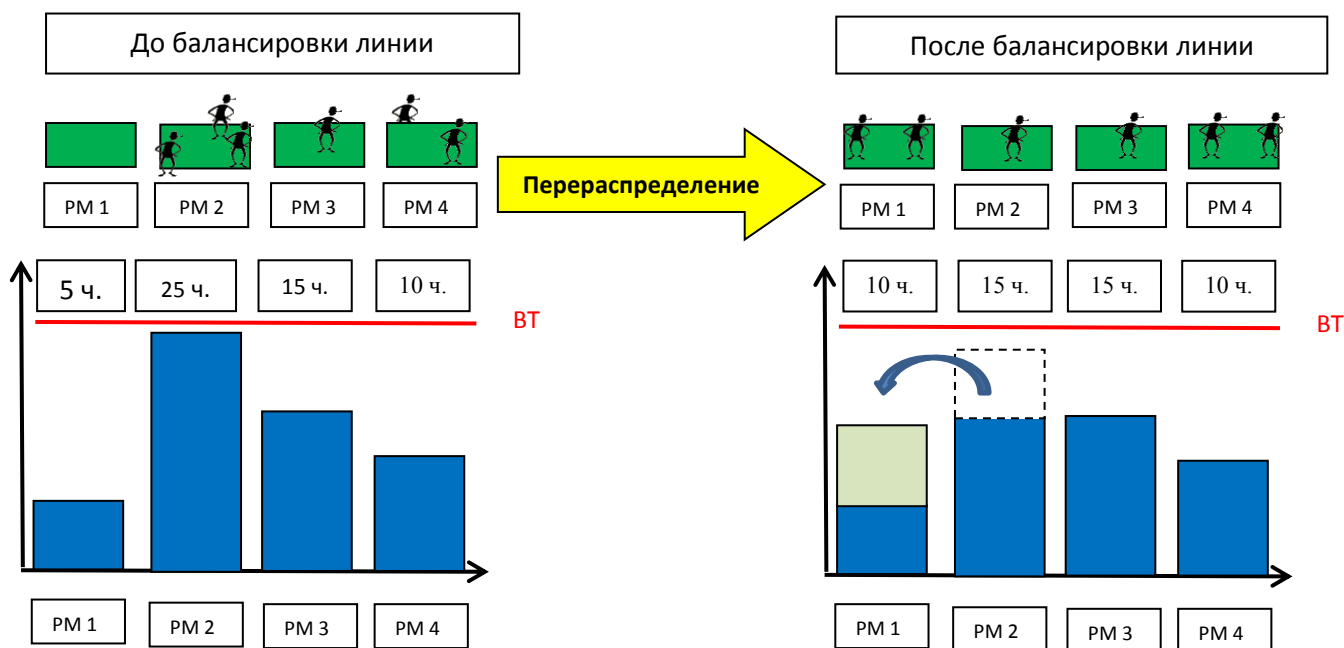 До балансировки линии
После балансировки линии
Перераспределение
РМ 1
РМ 2
РМ 3
РМ 4
РМ 1
РМ 2
РМ 3
РМ 4
5 ч.
25 ч.
15 ч.
10 ч.
ВТ
10 ч.
15 ч.
15 ч.
10 ч.
ВТ
РМ 1
РМ 2
РМ 3
РМ 4
РМ 1
РМ 2
РМ 3
РМ 4